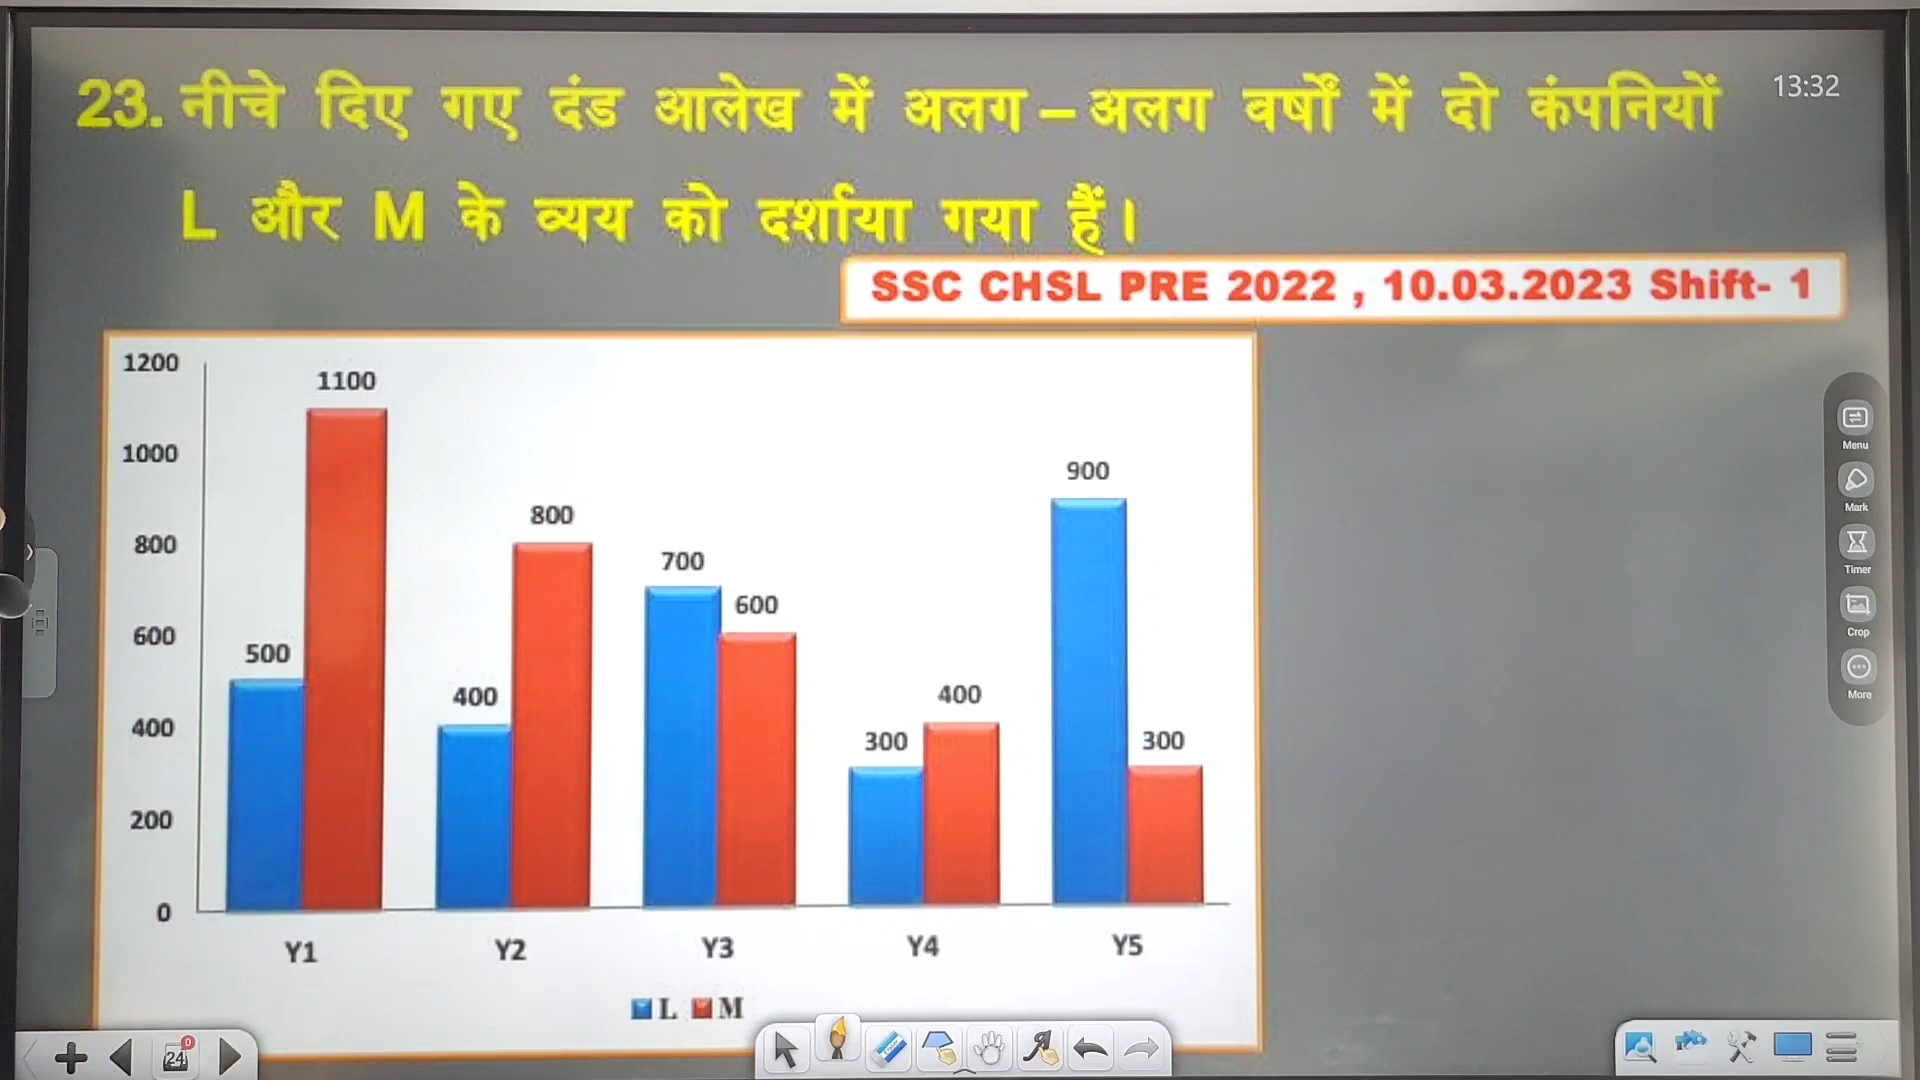 23. नीचे दिए गए दंड आलेख में अलग – अलग वर्षों में दो कंपनियों
13:32
L और M के व्यय को दर्शाया गया हैं।
SSC CHSL PRE 2022 , 10.03.2023 Shift- 1
1200
1000
800
600
400
200
0
500
1100
400
800
700
600
300
400
900
300
Y1 Y2 Y3 Y4 Y5
L M
Menu
Mark
Timer
Crop
More
24
0